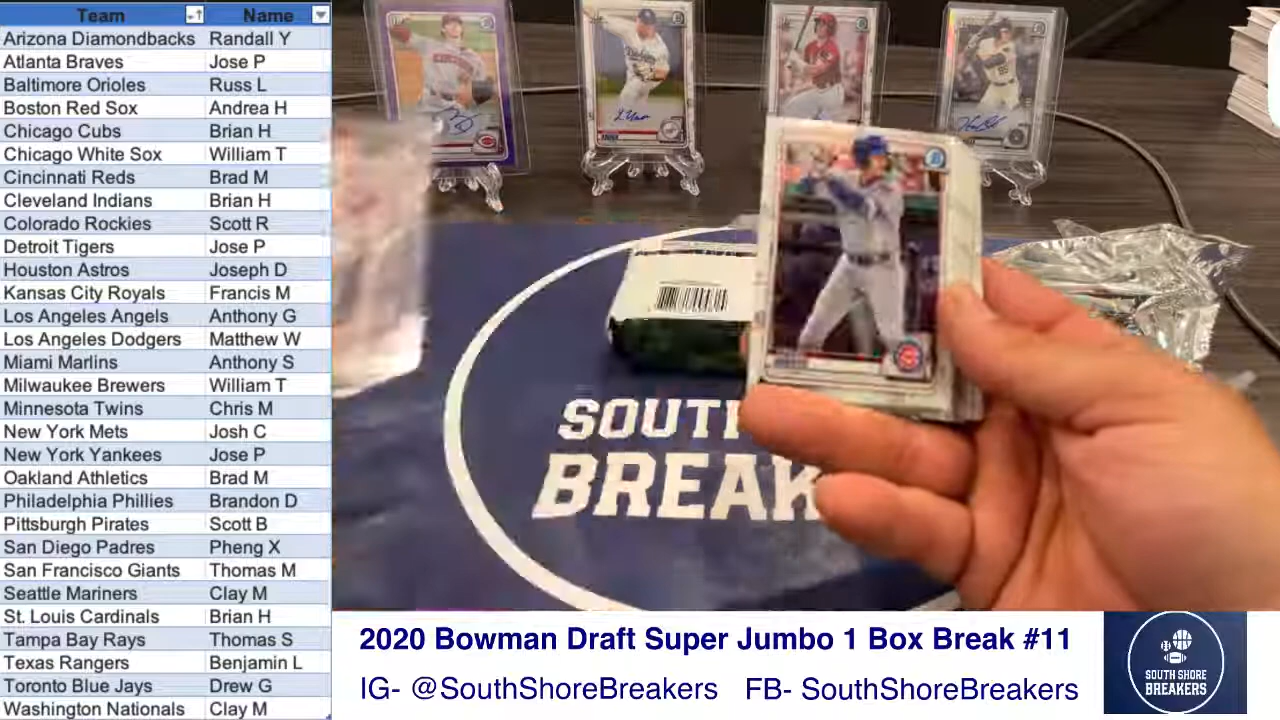 Team Name
Arizona Diamondbacks Randall Y
Atlanta Braves Jose P
Baltimore Orioles Russ L
Boston Red Sox Andrea H
Chicago Cubs Brian H
Chicago White Sox William T
Cincinnati Reds Brad M
Cleveland Indians Brian H
Colorado Rockies Scott R
Detroit Tigers Jose P
Houston Astros Joseph D
Kansas City Royals Francis M
Los Angeles Angels Anthony G
Los Angeles Dodgers Matthew W
Miami Marlins Anthony S
Milwaukee Brewers William T
Minnesota Twins Chris M
New York Mets Josh C
New York Yankees Jose P
Oakland Athletics Brad M
Philadelphia Phillies Brandon D
Pittsburgh Pirates Scott B
San Diego Padres Pheng X
San Francisco Giants Thomas M
Seattle Mariners Clay M
St. Louis Cardinals Brian H
Tampa Bay Rays Thomas S
Texas Rangers Benjamin L
Toronto Blue Jays Drew G
Washington Nationals Clay M
SOUT
BREAK
2020 Bowman Draft Super Jumbo 1 Box Break #11
IG- @SouthShoreBreakers FB- SouthShoreBreakers
SOUTH SHORE
BREAKERS